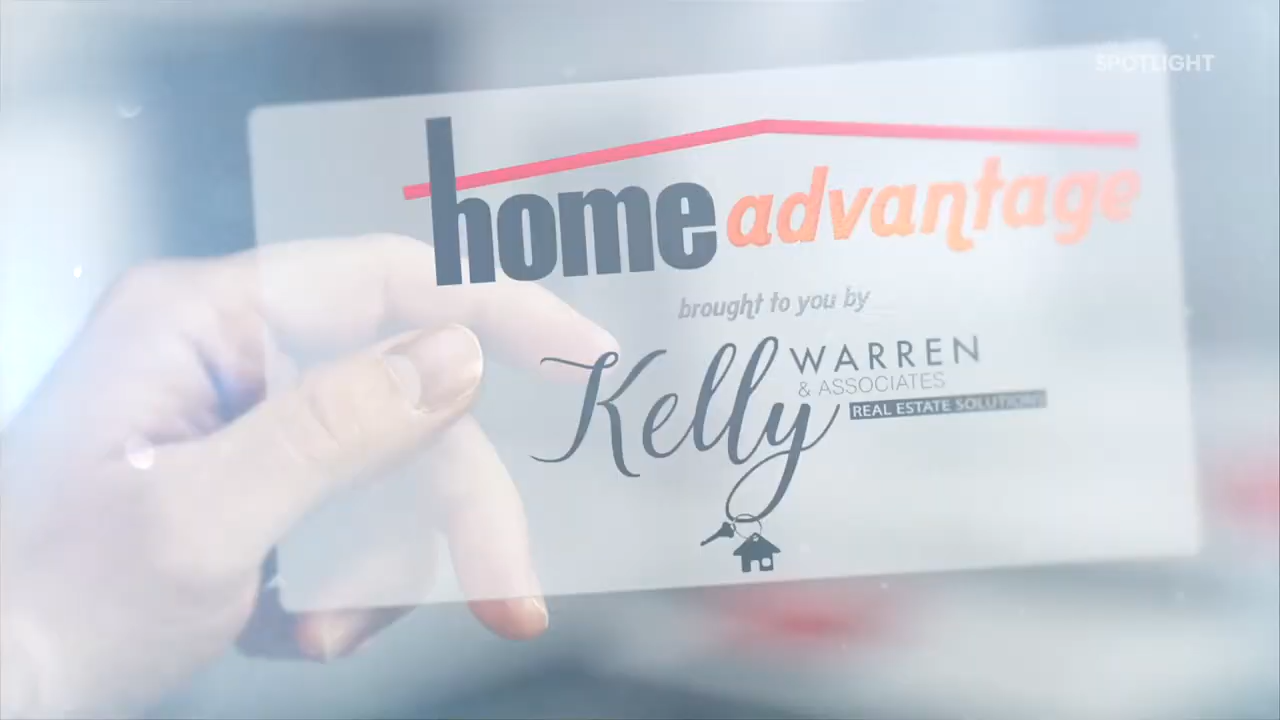 SPOTLIGHT
home advantage
brought to you by
Kelly WARREN
& ASSOCIATES
REAL ESTATE SOLUTIONS